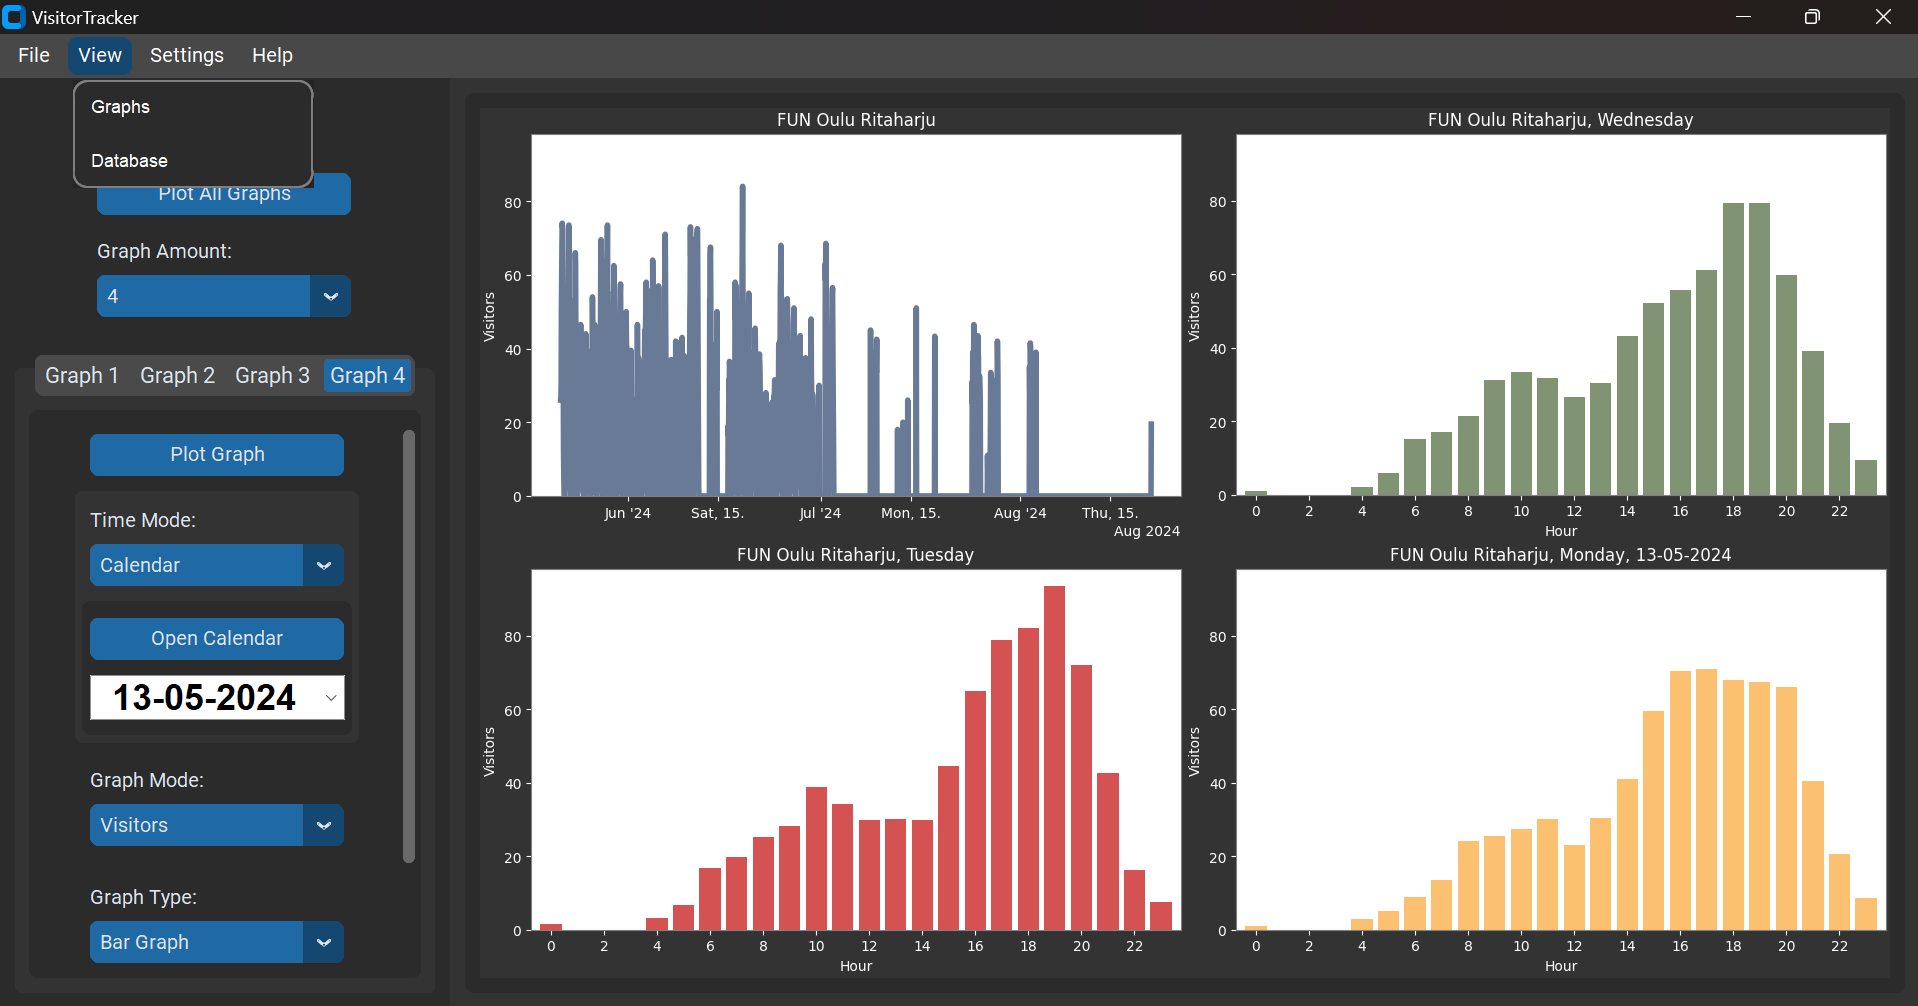 VisitorTracker
File View Settings Help
Graphs
Database
Plot All Graphs
Graph Amount:
4
Graph 1 Graph 2 Graph 3 Graph 4
Plot Graph
Time Mode:
Calendar
Open Calendar
13-05-2024
Graph Mode:
Visitors
Graph Type:
Bar Graph
FUN Oulu Ritaharju
Visitors
80
60
40
20
0
Jun '24 Sat, 15. Jul '24 Mon, 15. Aug '24 Thu, 15.
Aug 2024
FUN Oulu Ritaharju, Wednesday
Visitors
80
60
40
20
0
0 2 4 6 8 10 12 14 16 18 20 22
Hour
FUN Oulu Ritaharju, Tuesday
Visitors
80
60
40
20
0
0 2 4 6 8 10 12 14 16 18 20 22
Hour
FUN Oulu Ritaharju, Monday, 13-05-2024
Visitors
80
60
40
20
0
0 2 4 6 8 10 12 14 16 18 20 22
Hour